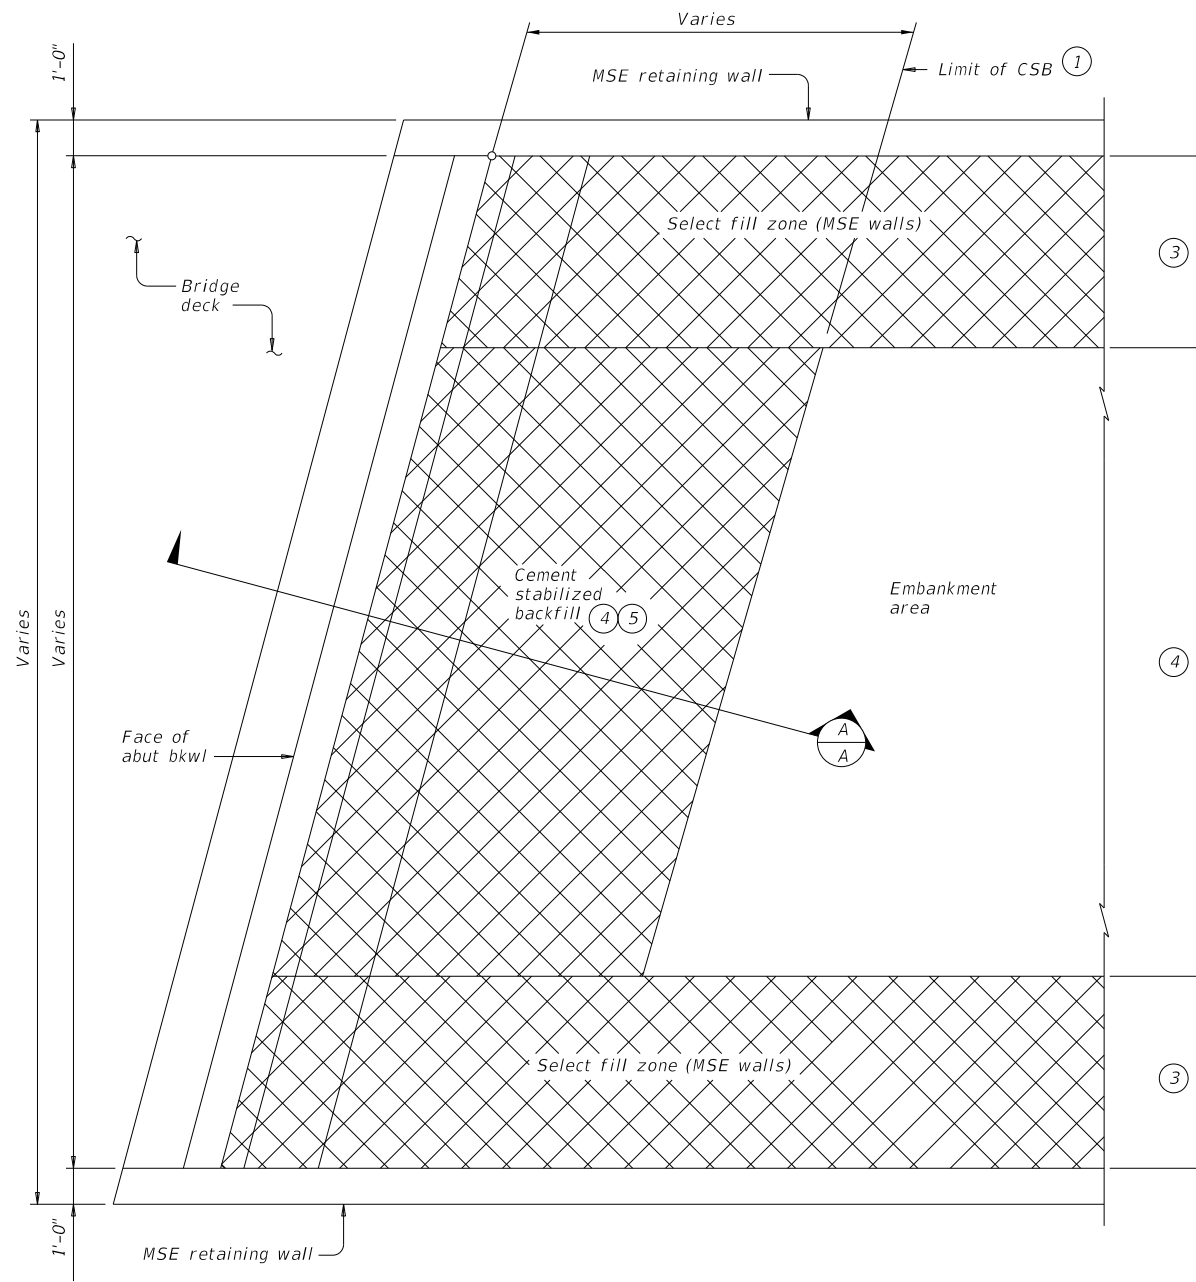 Varies
1'-0"
MSE retaining wall
Limit of CSB 1
Select fill zone (MSE walls)
3
Bridge
deck
Cement
stabilized
backfill 4 5
Embankment
area
Varies
Varies
4
Face of
abut bkwl
A
A
Select fill zone (MSE walls)
3
1'-0"
MSE retaining wall